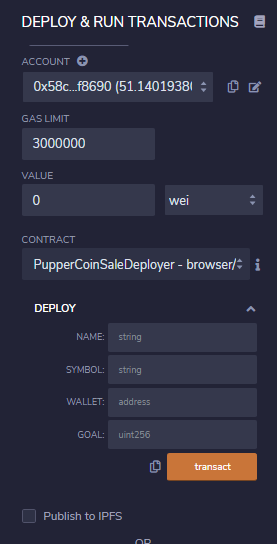 DEPLOY & RUN TRANSACTIONS
ACCOUNT
0x58c...f8690 (51.1401938(
GAS LIMIT
3000000
VALUE
0 wei
CONTRACT
PupperCoinSaleDeployer - browser/
DEPLOY
NAME: string
SYMBOL: string
WALLET: address
GOAL: uint256
transact
Publish to IPFS
OR